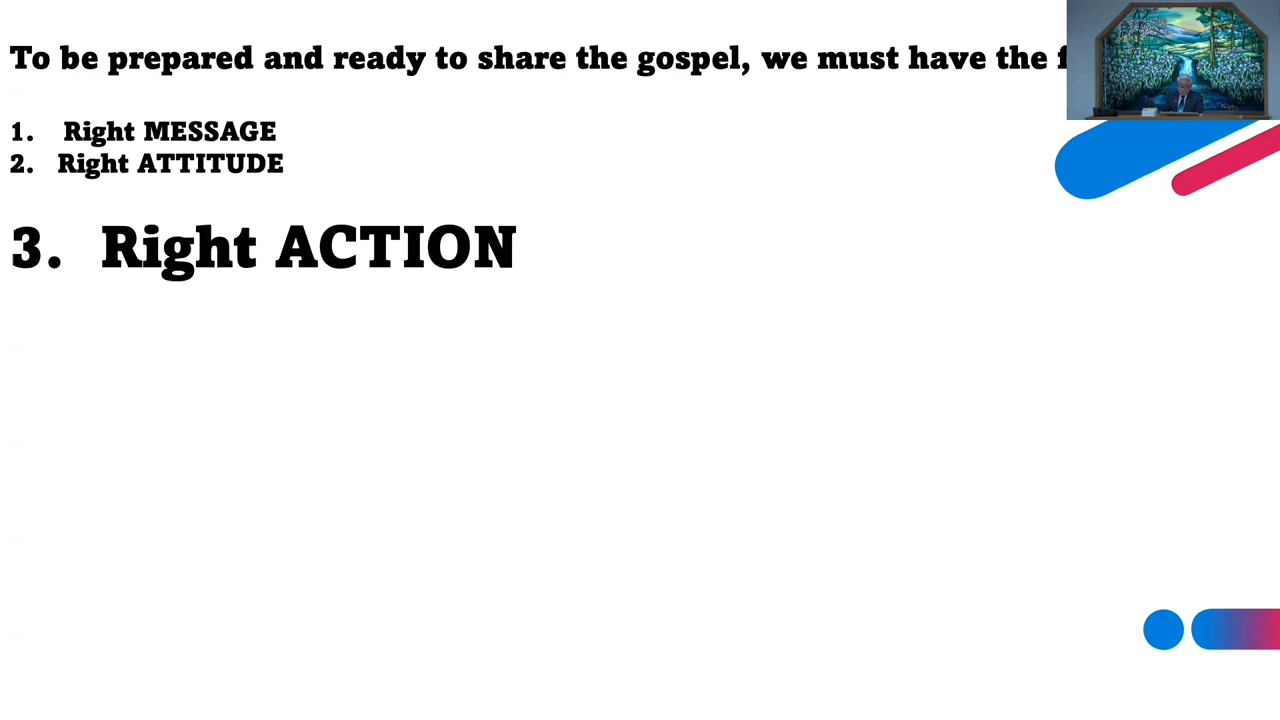 To be prepared and ready to share the gospel, we must have the
1. Right MESSAGE
2. Right ATTITUDE
3. Right ACTION